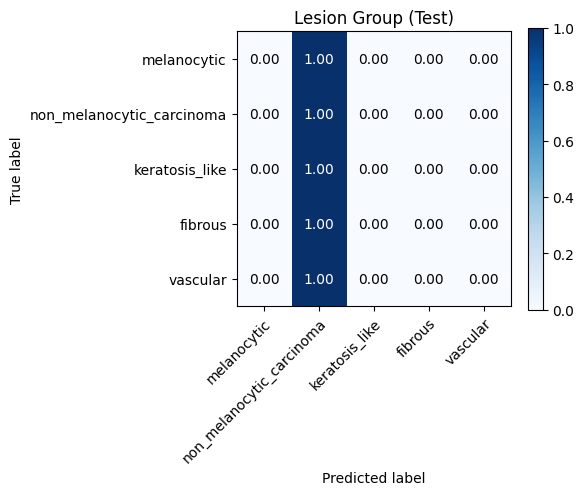 Lesion Group (Test)
True label
melanocytic 0.00 1.00 0.00 0.00 0.00
non_melanocytic_carcinoma 0.00 1.00 0.00 0.00 0.00
keratosis_like 0.00 1.00 0.00 0.00 0.00
fibrous 0.00 1.00 0.00 0.00 0.00
vascular 0.00 1.00 0.00 0.00 0.00
melanocytic
non_melanocytic_carcinoma
keratosis_like
fibrous
vascular
Predicted label
1.0
0.8
0.6
0.4
0.2
0.0